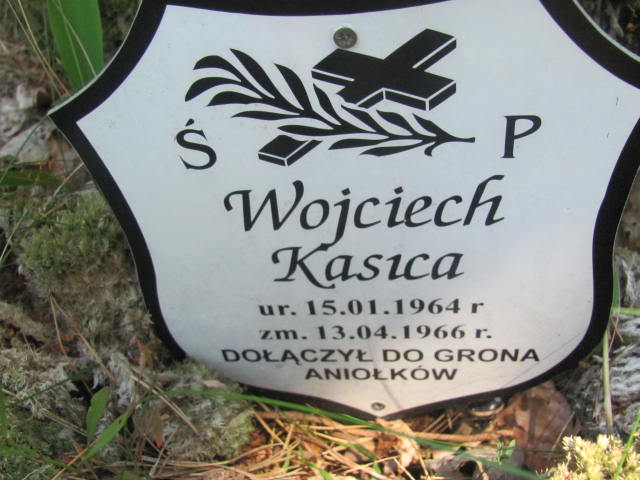 Ś P
Wojciech
Kasica
ur. 15.01.1964 r
zm. 13.04.1966 r.
DOŁĄCZYŁ DO GRONA
ANIOŁKÓW